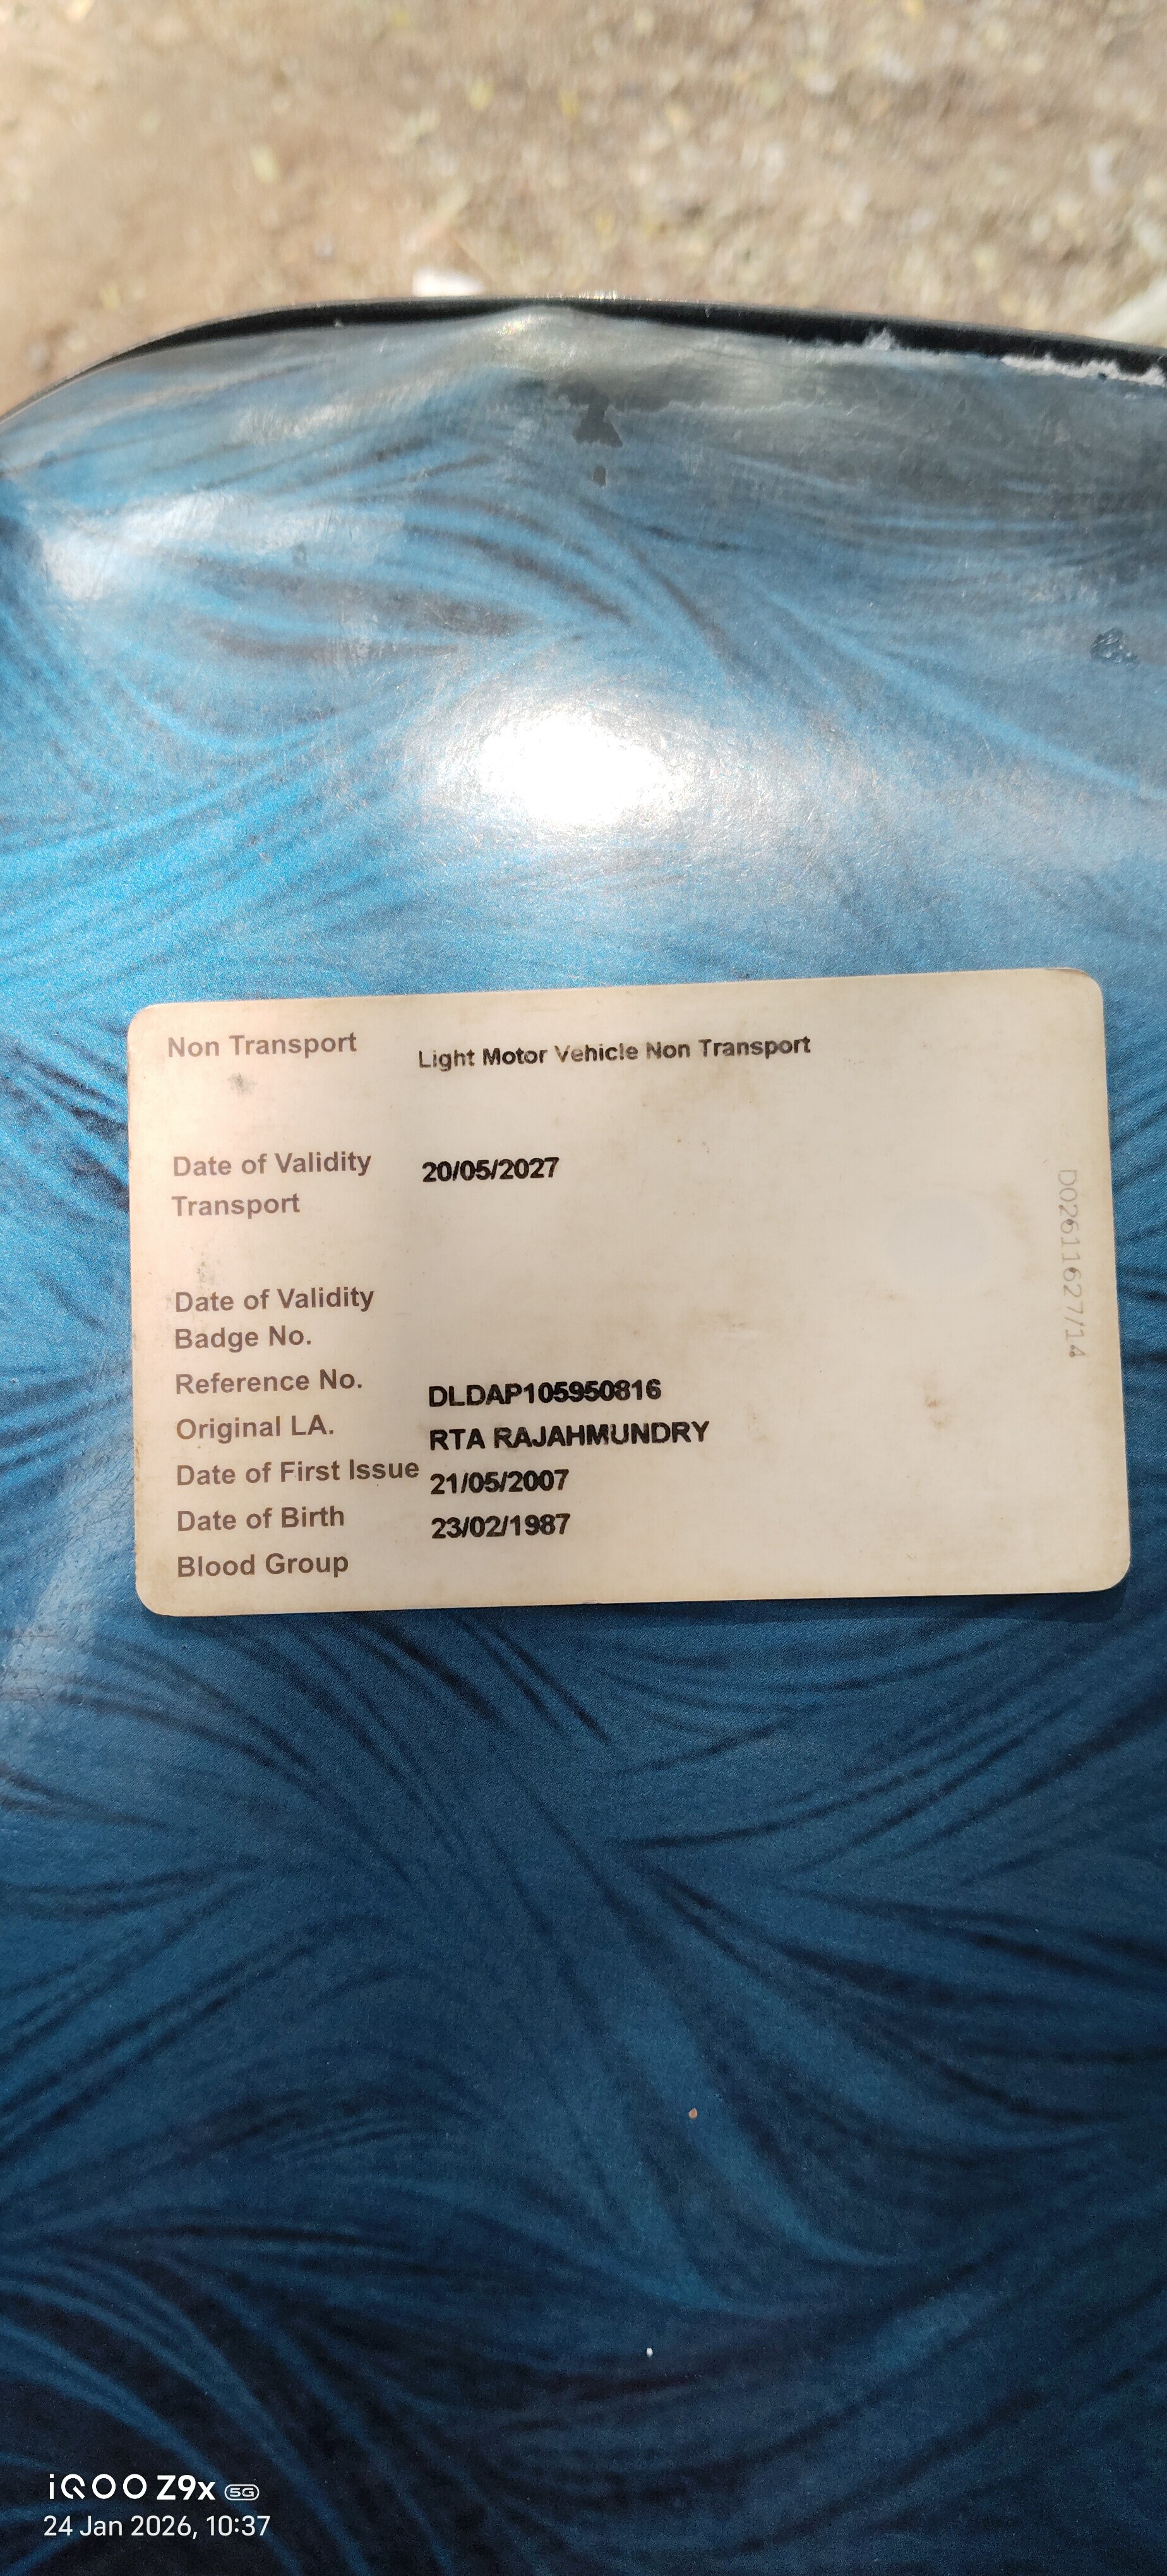 Non Transport Light Motor Vehicle Non Transport
Date of Validity 20/05/2027
Transport
Date of Validity
Badge No.
Reference No. DLDAP105950816
Original LA. RTA RAJAHMUNDRY
Date of First Issue 21/05/2007
Date of Birth 23/02/1987
Blood Group
DO2611627/14
iQOO Z9x 5G
24 Jan 2026, 10:37